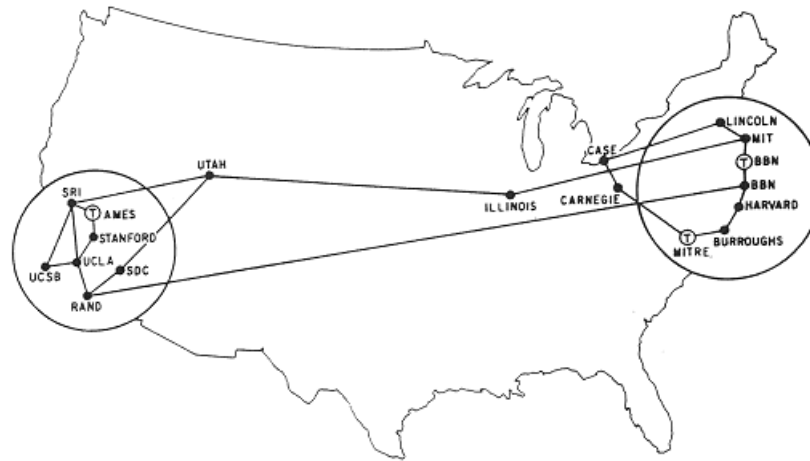 LINCOLN
MIT
CASE
T BBN
UTAH
BBN
SRI
ILLINOIS
CARNEGIE
HARVARD
T AMES
STANFORD
BURROUGHS
T
MITRE
UCLA
SDC
UCSB
RAND